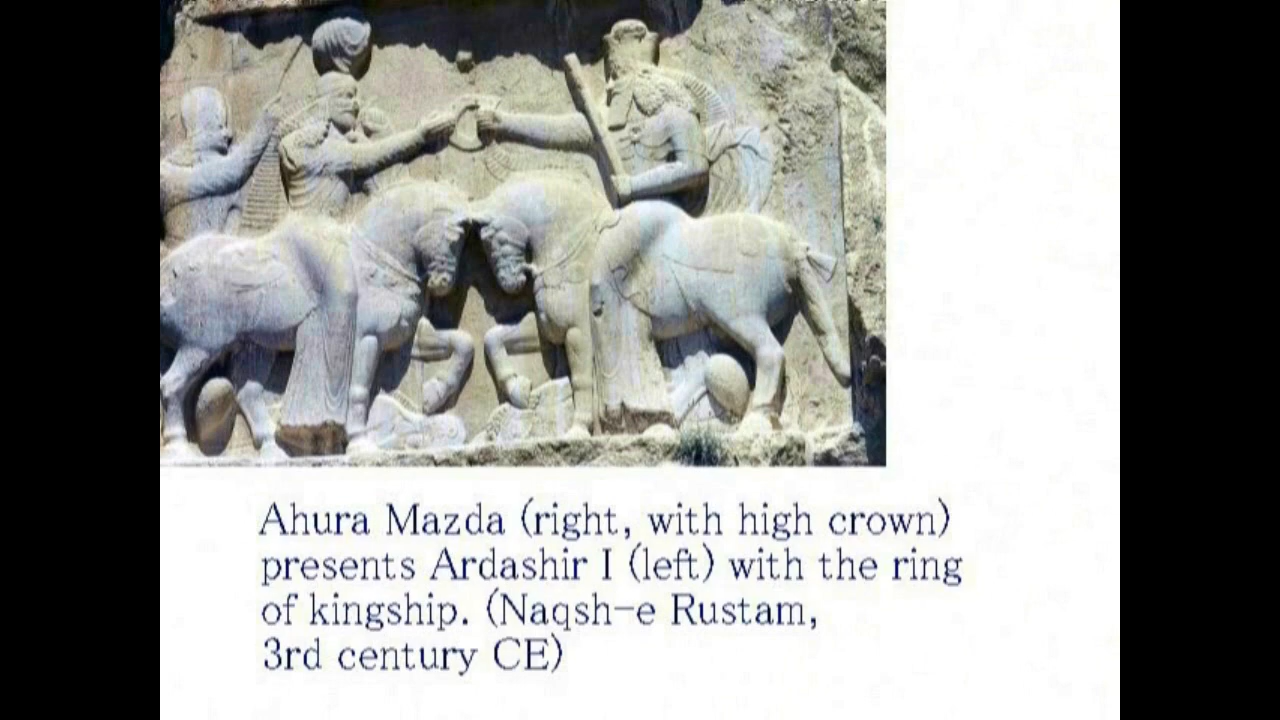 Ahura Mazda (right, with high crown)
presents Ardashir I (left) with the ring
of kingship. (Naqsh-e Rustam,
3rd century CE)